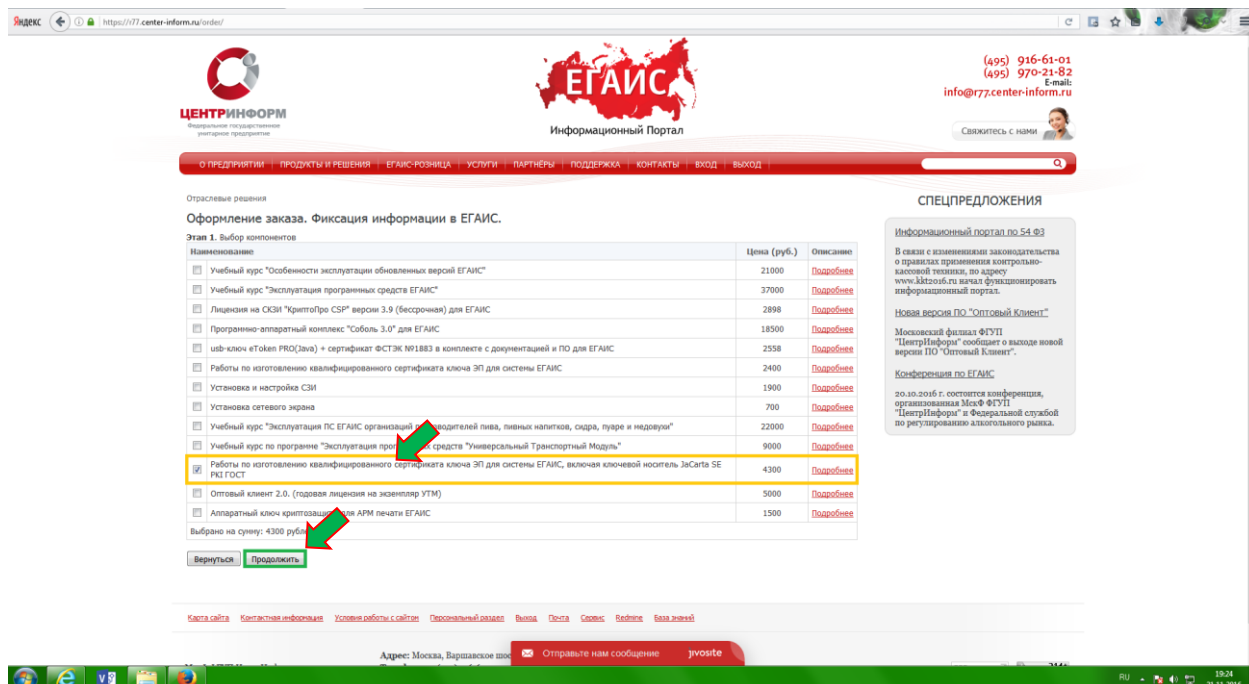 Яндекс
https://r77.center-inform.ru/order/
ЦЕНТРИНФОРМ
Федеральное государственное
унитарное предприятие
ЕГАИС
Информационный Портал
(495) 916-61-01
(495) 970-21-82
E-mail:
info@r77.center-inform.ru
Свяжитесь с нами
О ПРЕДПРИЯТИИ ПРОДУКТЫ И РЕШЕНИЯ ЕГАИС-РОЗНИЦА УСЛУГИ ПАРТНЁРЫ ПОДДЕРЖКА КОНТАКТЫ ВХОД ВЫХОД
Отраслевые решения
Оформление заказа. Фиксация информации в ЕГАИС.
Этап 1. Выбор компонентов
Наименование Цена (руб.) Описание
Учебный курс "Особенности эксплуатации обновленных версий ЕГАИС" 21000 Подробнее
Учебный курс "Эксплуатация программных средств ЕГАИС" 37000 Подробнее
Лицензия на СКЗИ "КриптоПро CSP" версии 3.9 (бессрочная) для ЕГАИС 2898 Подробнее
Програмно-аппаратный комплекс "Соболь 3.0" для ЕГАИС 18500 Подробнее
usb-ключ eToken PRO(Java) + сертификат ФСТЭК №1883 в комплекте с документацией и ПО для ЕГАИС 2558 Подробнее
Работы по изготовлению квалифицированного сертификата ключа ЭП для системы ЕГАИС 2400 Подробнее
Установка и настройка СЗИ 1900 Подробнее
Установка сетевого экрана 700 Подробнее
Учебный курс "Эксплуатация ПС ЕГАИС организаций водителей пива, пивных напитков, сидра, пуаре и медовухи" 22000 Подробнее
Учебный курс по программе "Эксплуатация средств "Универсальный Транспортный Модуль" 9000 Подробнее
Работы по изготовлению квалифицированного сертификата ключа ЭП для системы ЕГАИС, включая ключевой носитель JaCarta SE
PKI ГОСТ 4300 Подробнее
Оптовый клиент 2.0. (годовая лицензия на экземпляр УТМ) 5000 Подробнее
Аппаратный ключ криптозащиты для АРМ печати ЕГАИС 1500 Подробнее
Выбрано на сумму: 4300
Вернуться Продолжить
СПЕЦПРЕДЛОЖЕНИЯ
Информационный портал по 54 ФЗ
В связи с изменениями законодательства
о правилах применения контрольно-
кассовой техники, по адресу
www.kkt2016.ru начал функционировать
информационный портал.
Новая версия ПО "Оптовый Клиент"
Московский филиал ФГУП
"ЦентрИнформ" сообщает о выходе новой
версии ПО "Оптовый Клиент".
Конференция по ЕГАИС
20.10.2016 г. состоится конференция,
организованная МскФ ФГУП
"ЦентрИнформ" и Федеральной службой
по регулированию алкогольного рынка.
Карта сайта Контактная информация Условия работы с сайтом Персональный раздел Выход Почта Сервис Redmine База знаний
Адрес: Москва, Варшавское
Отправьте нам сообщение jivosite
RU 19:24
21.11.2016